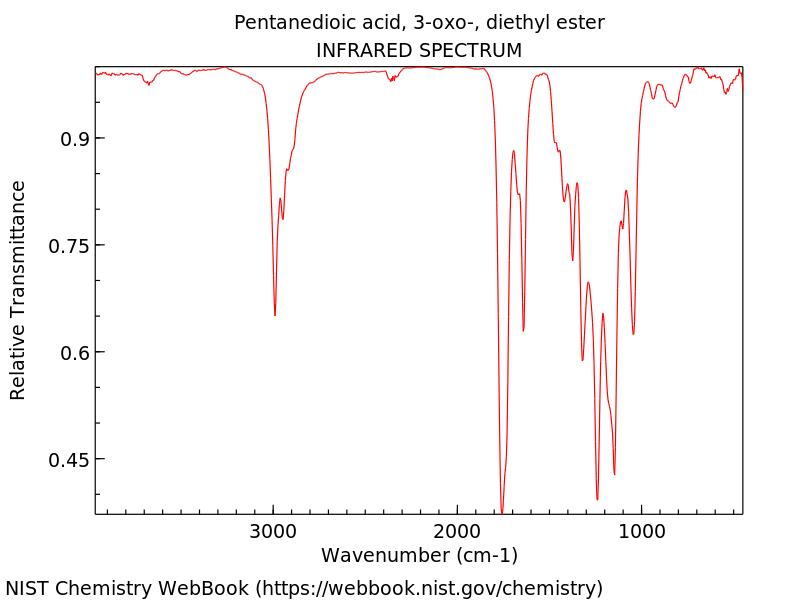 Pentanedioic acid, 3-oxo-, diethyl ester
INFRARED SPECTRUM
0.9
0.75
0.6
0.45
Relative Transmittance
3000 2000 1000
Wavenumber (cm-1)
NIST Chemistry WebBook (https://webbook.nist.gov/chemistry)